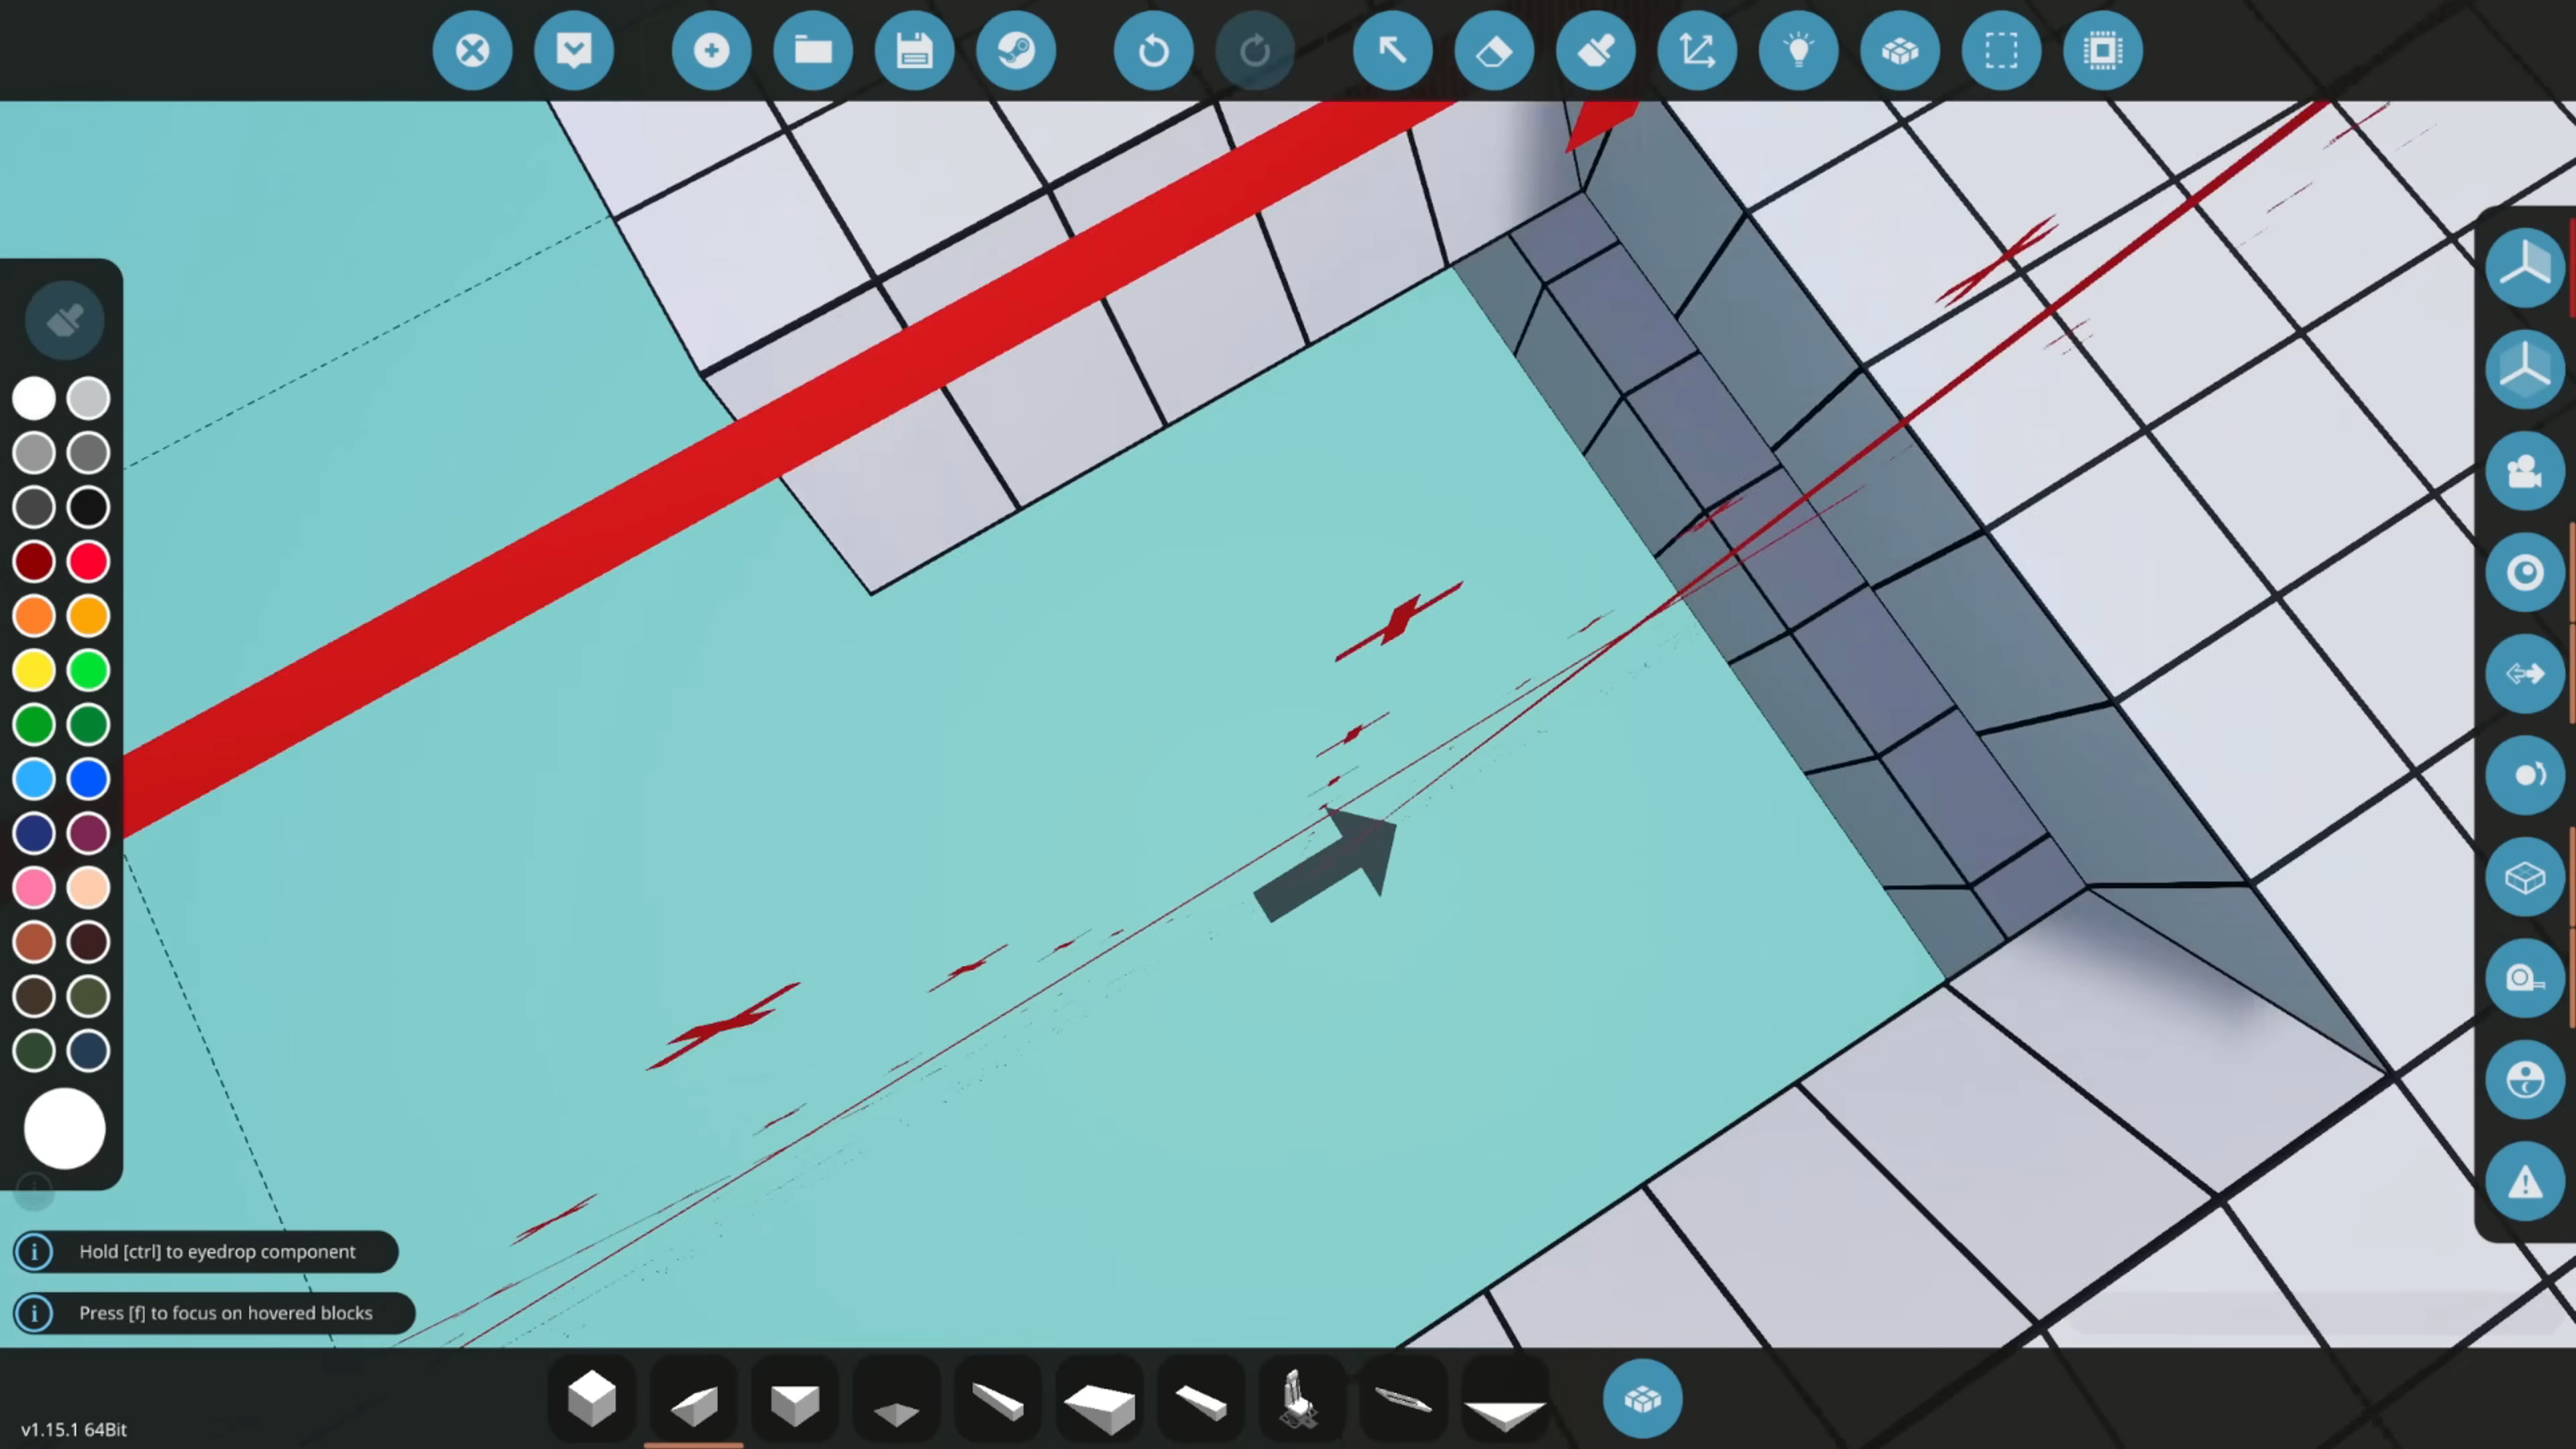 Hold [ctrl] to eyedrop component
Press [f] to focus on hovered blocks
v1.15.1 64Bit